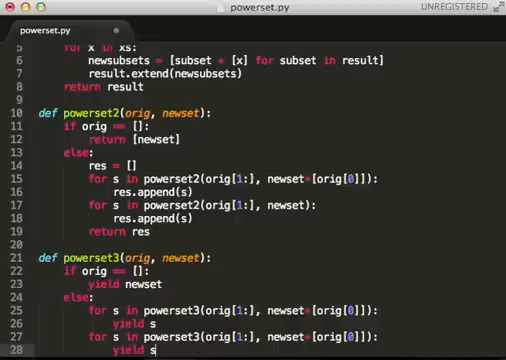 powerset.py
UNREGISTERED
powerset.py
5 for x in xs:
6 newsubsets = [subset + [x] for subset in result]
7 result.extend(newsubsets)
8 return result
9
10 def powerset2(orig, newset):
11 if orig == []:
12 return [newset]
13 else:
14 res = []
15 for s in powerset2(orig[1:], newset+[orig[0]]):
16 res.append(s)
17 for s in powerset2(orig[1:], newset):
18 res.append(s)
19 return res
20
21 def powerset3(orig, newset):
22 if orig == []:
23 yield newset
24 else:
25 for s in powerset3(orig[1:], newset+[orig[0]]):
26 yield s
27 for s in powerset3(orig[1:], newset+[orig[0]]):
28 yield s